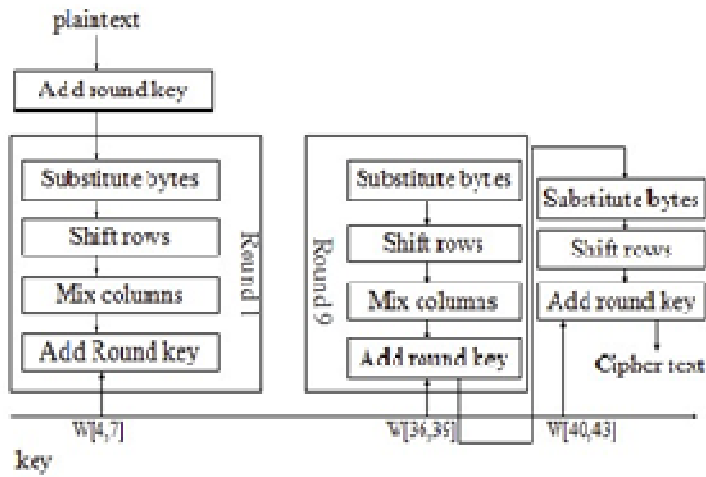 plaintext
Add round key
Substitute bytes
Shift rows
Mix columns
Add Round key
Round 1
W[4,7]
key
Round 9
Substitute bytes
Shift rows
Mix columns
Add round key
W[36,39]
Sabstitute bytes
Shift rows
Add round key
Cipher text
W[40,43]